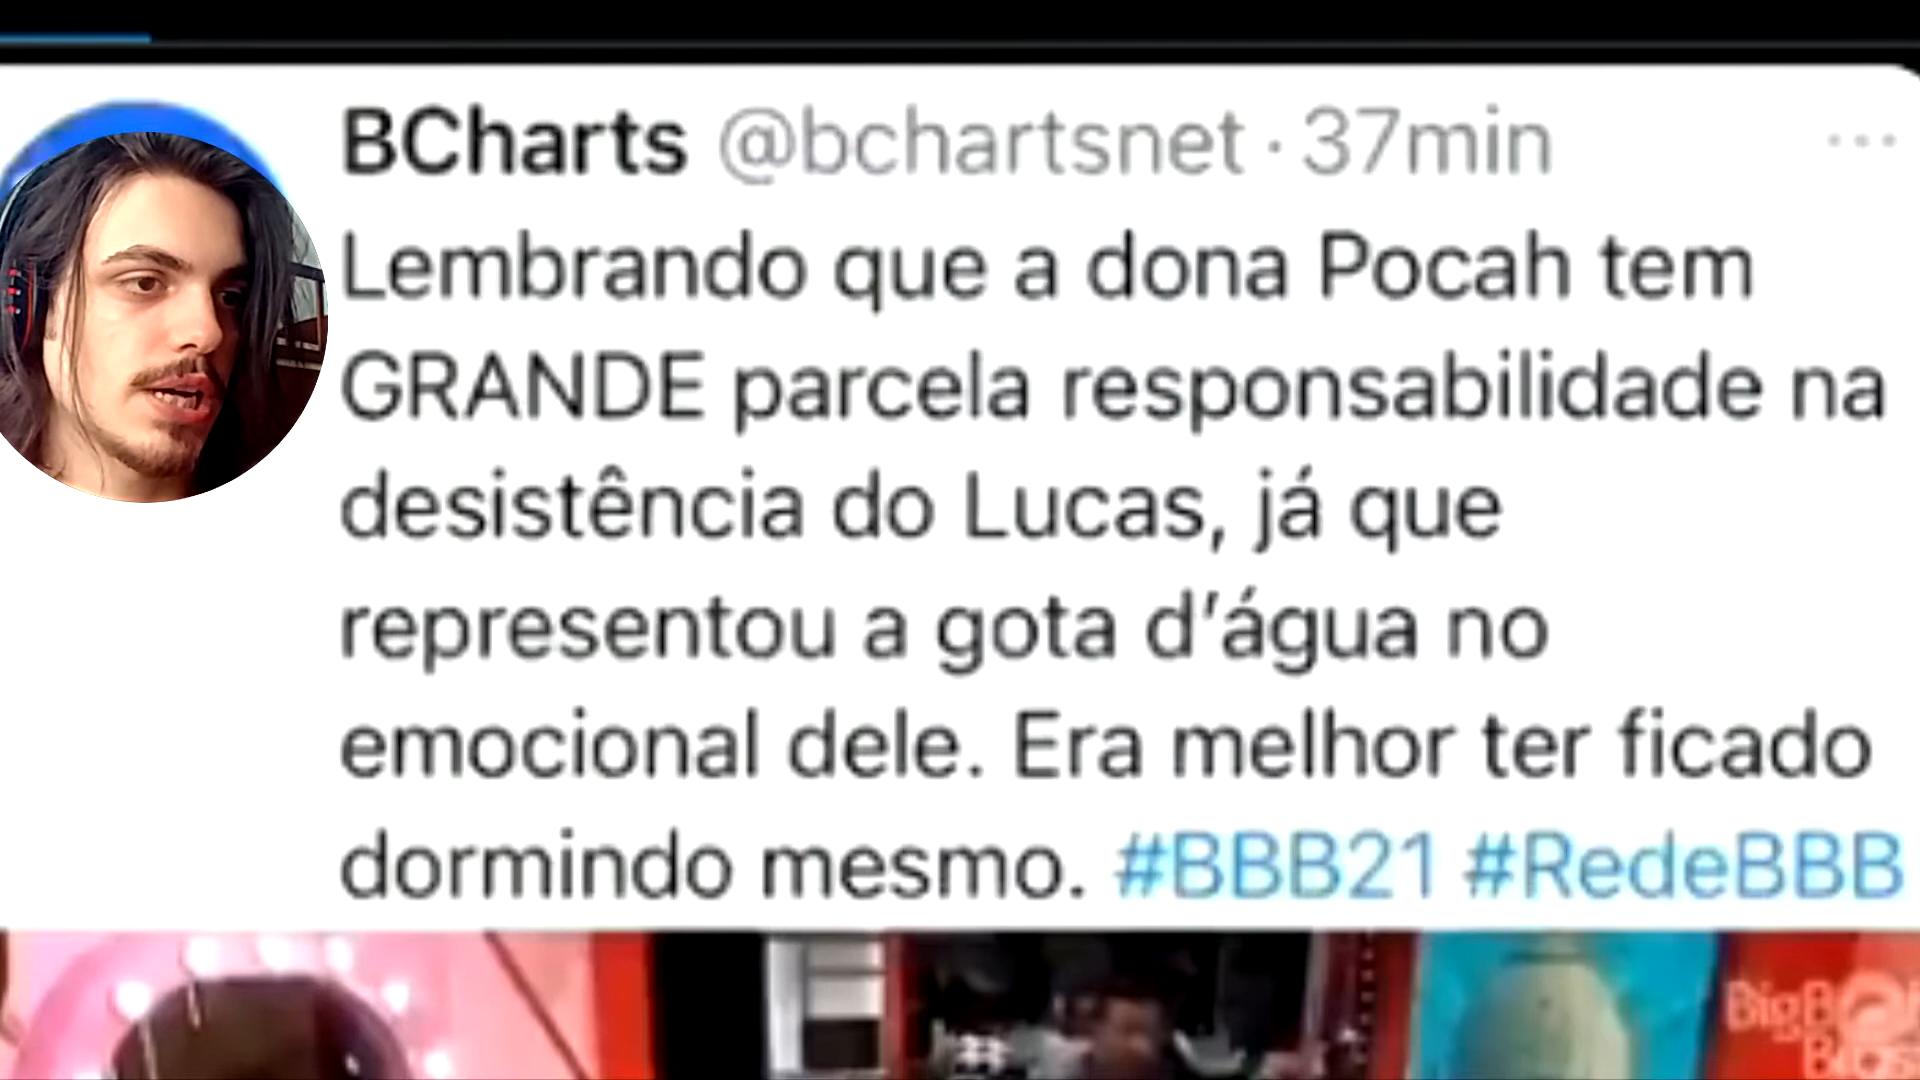 BCharts @bchartsnet · 37min ...
Lembrando que a dona Pocah tem
GRANDE parcela responsabilidade na
desistência do Lucas, já que
representou a gota d'água no
emocional dele. Era melhor ter ficado
dormindo mesmo. #BBB21 #RedeBBB